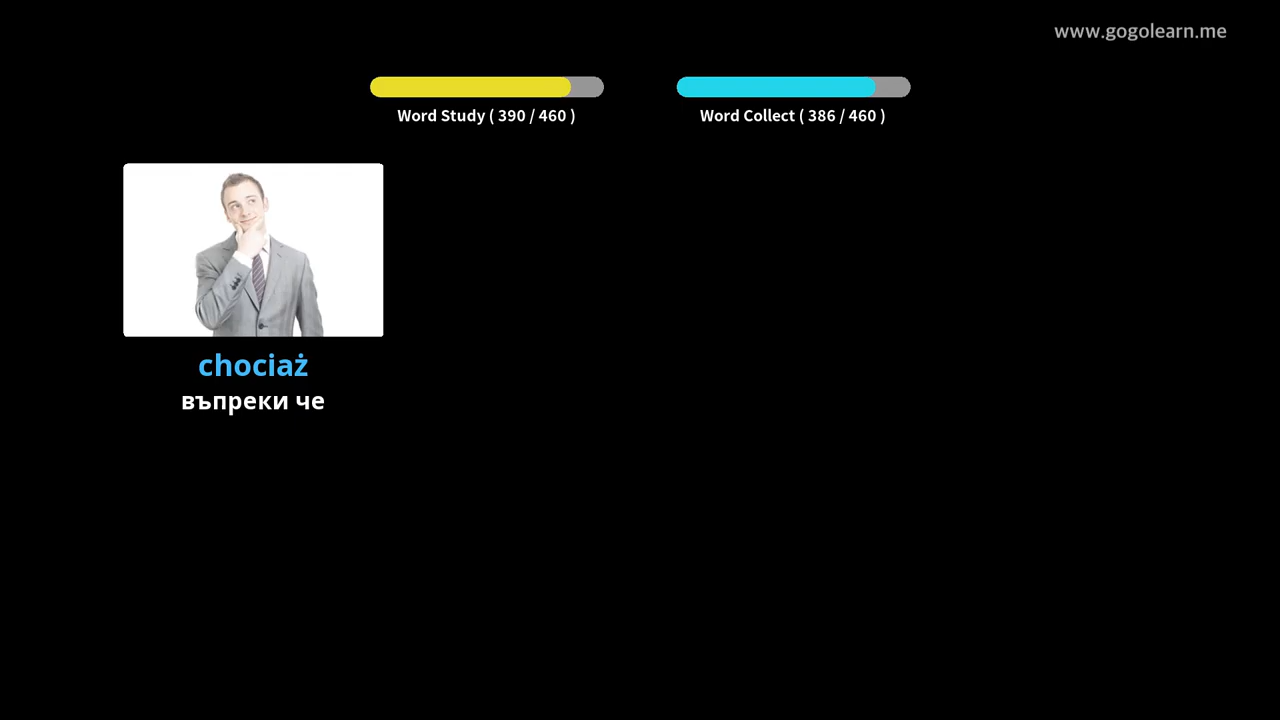 www.gogolearn.me
Word Study ( 390 / 460 )
Word Collect ( 386 / 460 )
chociaż
въпреки че